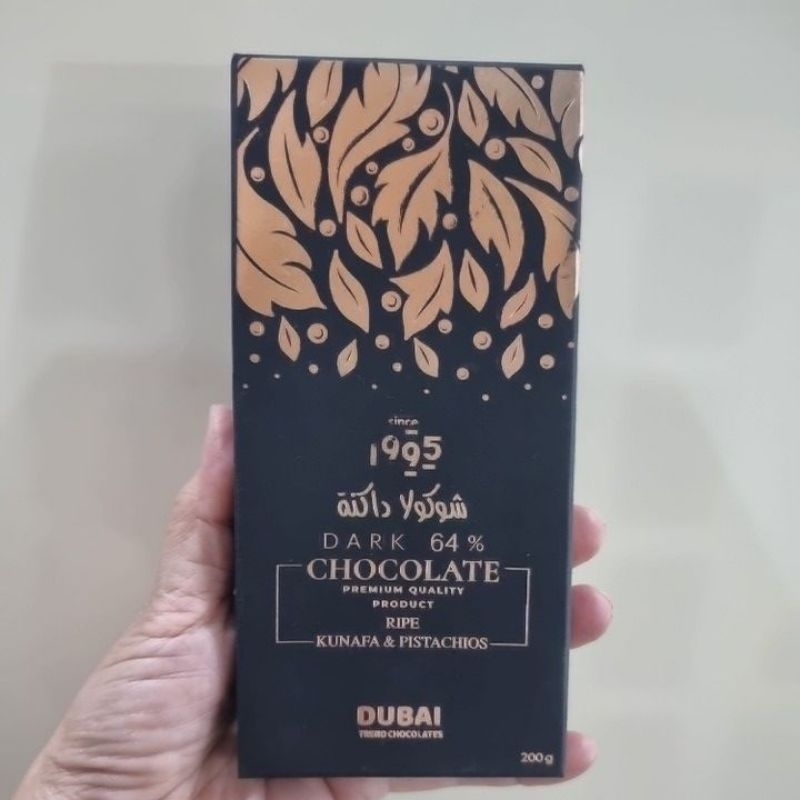 since
1995
شوكولا داكنة
DARK 64%
CHOCOLATE
PREMIUM QUALITY
PRODUCT
RIPE
KUNAFA & PISTACHIOS
DUBAI
TREND CHOCOLATES
200g